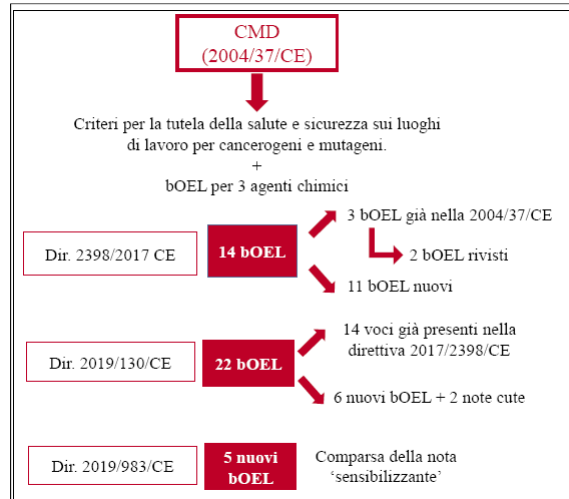 CMD
(2004/37/CE)
Criteri per la tutela della salute e sicurezza sui luoghi
di lavoro per cancerogeni e mutageni.
+
bOEL per 3 agenti chimici
Dir. 2398/2017 CE
14 bOEL
3 bOEL già nella 2004/37/CE
2 bOEL rivisti
11 bOEL nuovi
Dir. 2019/130/CE
22 bOEL
14 voci già presenti nella
direttiva 2017/2398/CE
6 nuovi bOEL + 2 note cute
Dir. 2019/983/CE
5 nuovi
bOEL
Comparsa della nota
‘sensibilizzante’